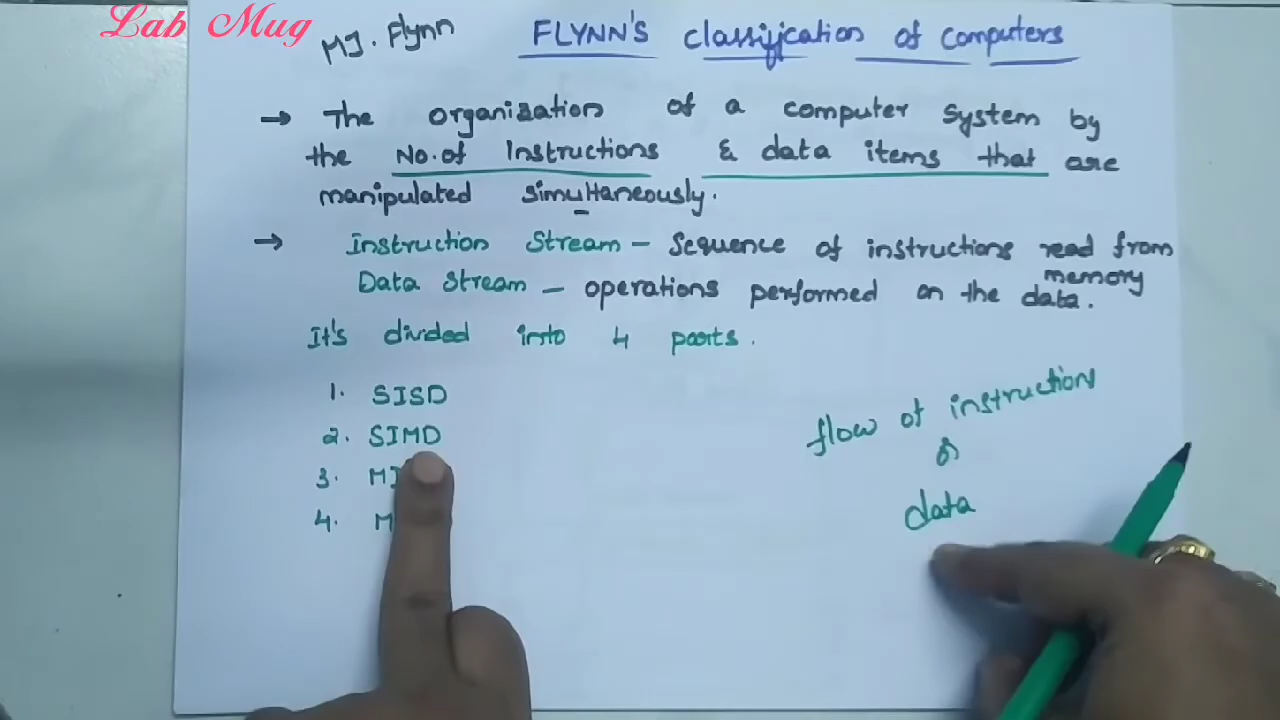 Lab Mug
MJ. Flynn
FLYNN'S classification of computers
→ The organization of a computer system by
the No. of Instructions & data items that are
manipulated simultaneously.
→ Instruction Stream - Sequence of instructions read from
memory
Data Stream - operations performed on the data.
It's divided into 4 parts.
1. SISD
2. SIMD
3. MI
4. M
flow of instructions
&
data